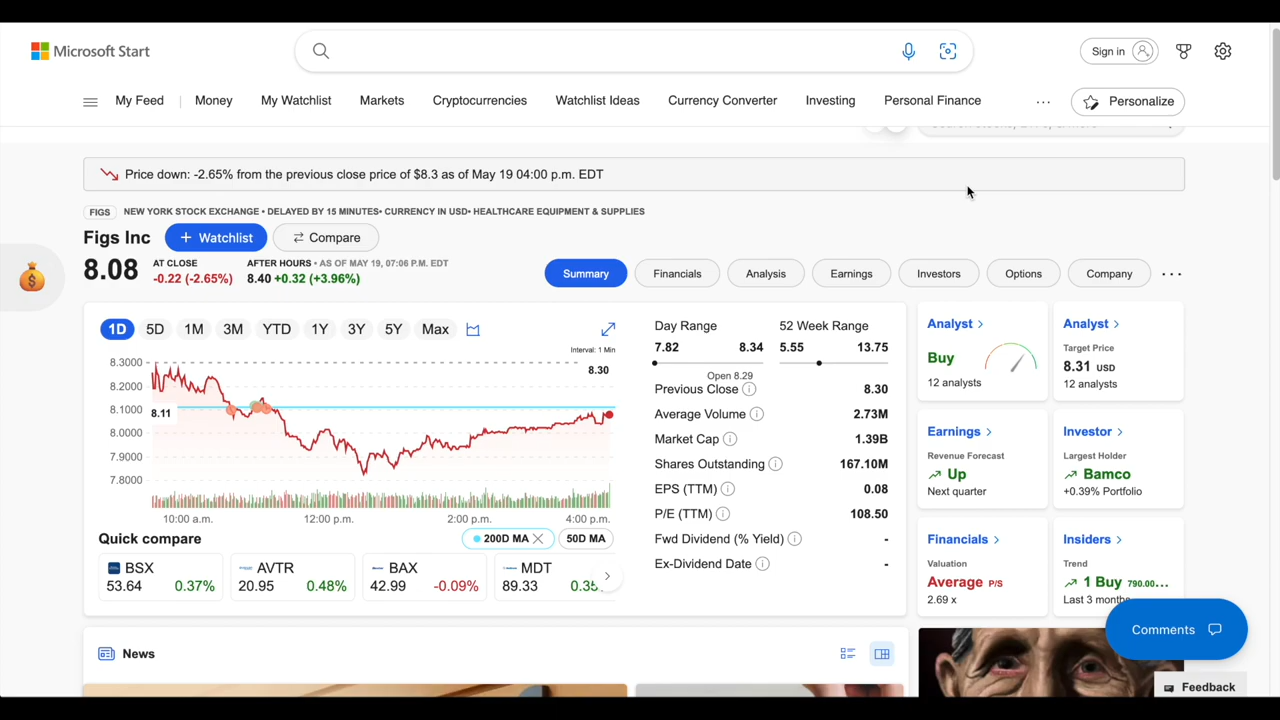 Microsoft Start
Sign in
My Feed
Money
My Watchlist
Markets
Cryptocurrencies
Watchlist Ideas
Currency Converter
Investing
Personal Finance
...
Personalize
Price down: -2.65% from the previous close price of $8.3 as of May 19 04:00 p.m. EDT
FIGS NEW YORK STOCK EXCHANGE • DELAYED BY 15 MINUTES• CURRENCY IN USD• HEALTHCARE EQUIPMENT & SUPPLIES
Figs Inc + Watchlist Compare
8.08
AT CLOSE
-0.22 (-2.65%)
AFTER HOURS • AS OF MAY 19, 07:06 P.M. EDT
8.40 +0.32 (+3.96%)
Summary
Financials
Analysis
Earnings
Investors
Options
Company
...
1D 5D 1M 3M YTD 1Y 3Y 5Y Max
Interval: 1 Min
8.30
8.3000
8.2000
8.1000
8.11
8.0000
7.9000
7.8000
10:00 a.m. 12:00 p.m. 2:00 p.m. 4:00 p.m.
Quick compare
200D MA
50D MA
BSX
53.64 0.37%
AVTR
20.95 0.48%
BAX
42.99 -0.09%
MDT
89.33
Day Range
7.82 8.34
Open 8.29
52 Week Range
5.55 13.75
Previous Close 8.30
Average Volume 2.73M
Market Cap 1.39B
Shares Outstanding 167.10M
EPS (TTM) 0.08
P/E (TTM) 108.50
Fwd Dividend (% Yield) -
Ex-Dividend Date -
Analyst
Buy
12 analysts
Analyst
Target Price
8.31 USD
12 analysts
Earnings
Revenue Forecast
Up
Next quarter
Investor
Largest Holder
Bamco
+0.39% Portfolio
Financials
Valuation
Average P/S
2.69 x
Insiders
Trend
1 Buy 790.00...
Last 3 months
Comments
News
Feedback